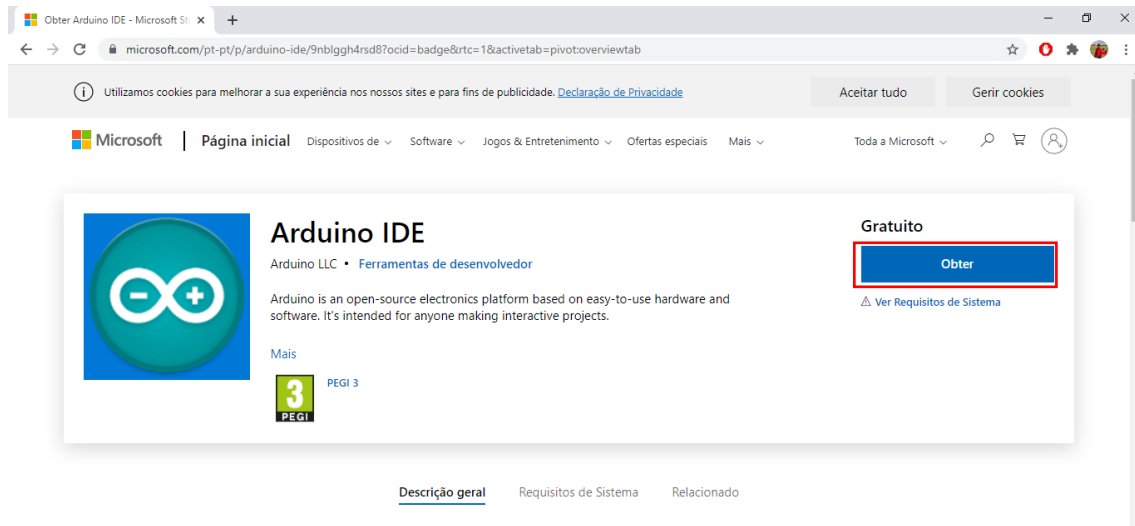 Obter Arduino IDE - Microsoft St
microsoft.com/pt-pt/p/arduino-ide/9nblggh4rsd8?ocid=badge&rtc=1&activetab=pivot:overviewtab
Utilizamos cookies para melhorar a sua experiência nos nossos sites e para fins de publicidade. Declaração de Privacidade Aceitar tudo Gerir cookies
Microsoft Página inicial Dispositivos de Software Jogos & Entretenimento Ofertas especiais Mais Toda a Microsoft
Arduino IDE
Arduino LLC • Ferramentas de desenvolvedor
Arduino is an open-source electronics platform based on easy-to-use hardware and
software. It's intended for anyone making interactive projects.
Mais
3
PEGI
PEGI 3
Gratuito
Obter
Ver Requisitos de Sistema
Descrição geral Requisitos de Sistema Relacionado